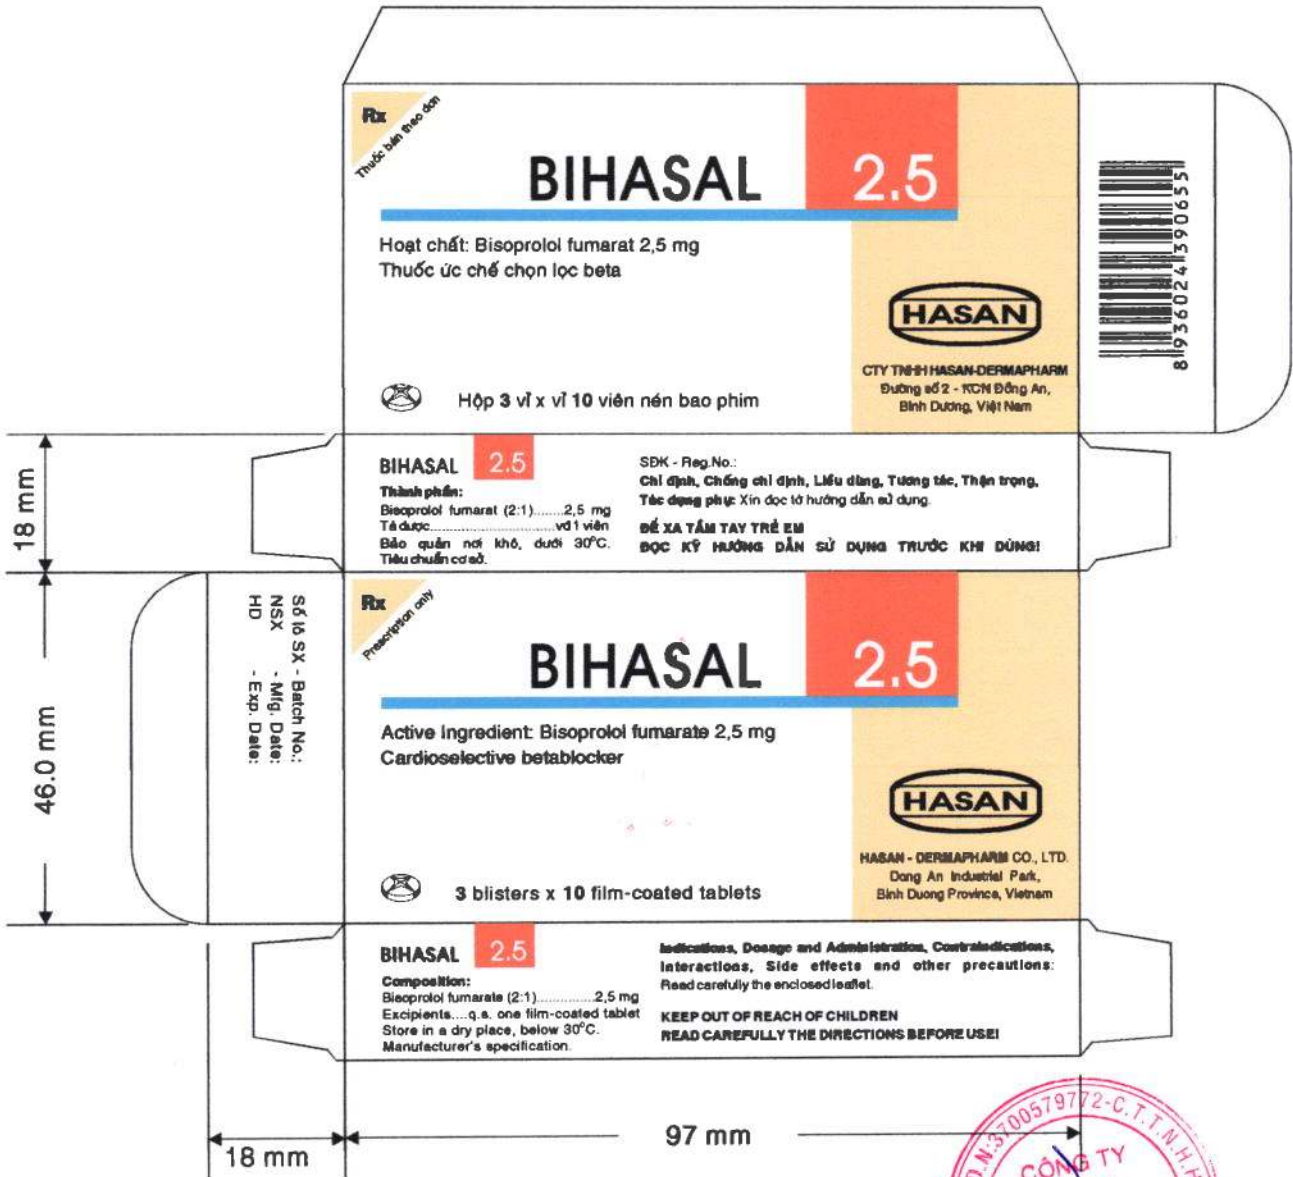 Rx
Thuốc bán theo đơn
BIHASAL 2.5
Hoạt chất: Bisoprolol fumarat 2,5 mg
Thuốc ức chế chọn lọc beta
HASAN
CTY TNHH HASAN-DERMAPHARM
Đường số 2 - KCN Đồng An,
Bình Dương, Việt Nam
Hộp 3 vỉ x vỉ 10 viên nén bao phim
8 936024 390655
18 mm
BIHASAL 2.5
Thành phần:
Bisoprolol fumarat (2:1)........2,5 mg
Tá dược......................vđ 1 viên
Bảo quản nơi khô, dưới 30°C.
Tiêu chuẩn cơ sở.
SĐK - Reg.No.:
Chỉ định, Chống chỉ định, Liều dùng, Tương tác, Thận trọng,
Tác dụng phụ: Xin đọc tờ hướng dẫn sử dụng.
ĐỂ XA TẦM TAY TRẺ EM
ĐỌC KỸ HƯỚNG DẪN SỬ DỤNG TRƯỚC KHI DÙNG!
46.0 mm
Số lô SX - Batch No.:
NSX - Mfg. Date:
HD - Exp. Date:
Rx
Prescription only
BIHASAL 2.5
Active Ingredient: Bisoprolol fumarate 2,5 mg
Cardioselective betablocker
HASAN
HASAN - DERMAPHARM CO., LTD.
Dong An Industrial Park,
Binh Duong Province, Vietnam
3 blisters x 10 film-coated tablets
BIHASAL 2.5
Composition:
Bisoprolol fumarate (2:1)..............2,5 mg
Excipients....q.s. one film-coated tablet
Store in a dry place, below 30°C.
Manufacturer's specification.
Indications, Dosage and Administration, Contraindications,
Interactions, Side effects and other precautions:
Read carefully the enclosed leaflet.
KEEP OUT OF REACH OF CHILDREN
READ CAREFULLY THE DIRECTIONS BEFORE USE!
18 mm
97 mm
.D.N:3700579772-C.T.T.N.H.H
CÔNG TY